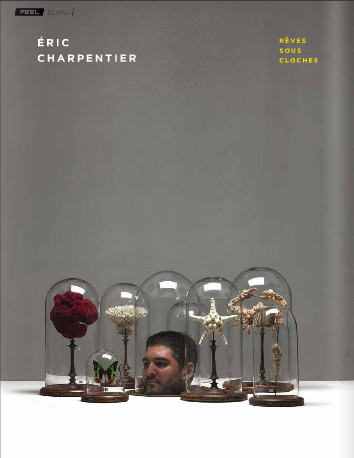 FEEL
ÉRIC
CHARPENTIER
RÊVES
SOUS
CLOCHES